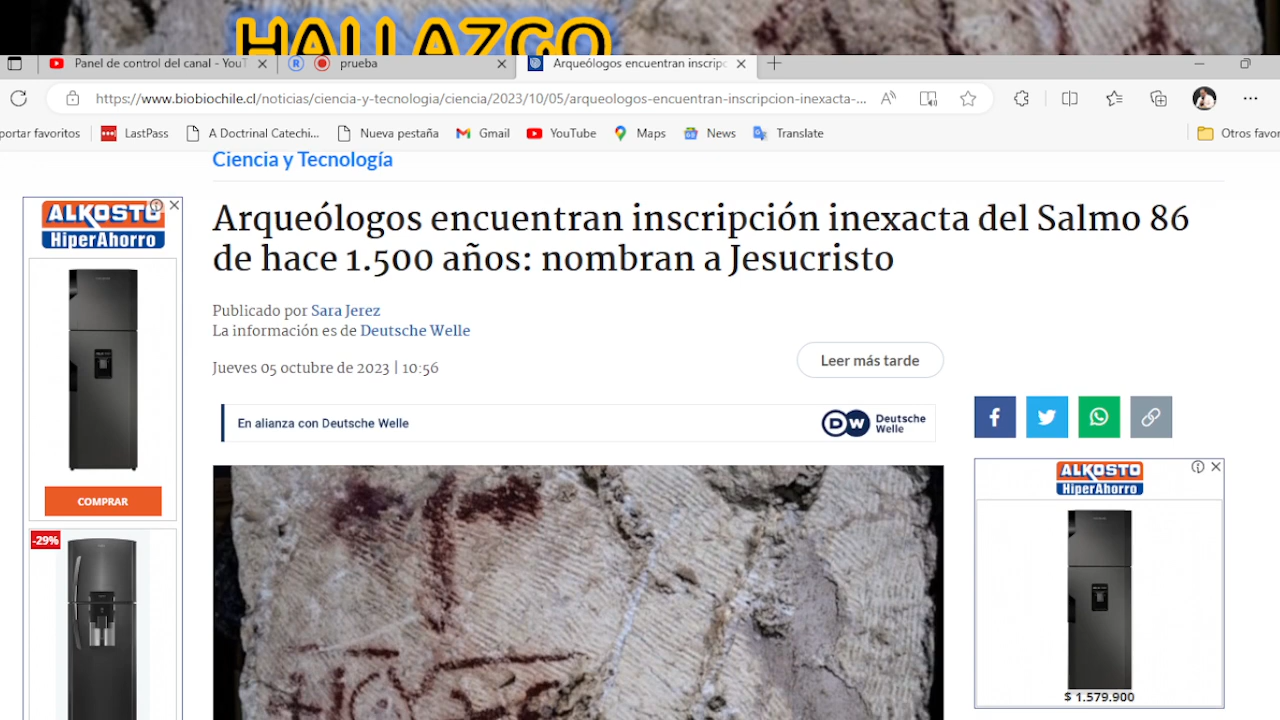 HALLAZGO
Panel de control del canal - YouT
prueba
Arqueólogos encuentran inscripc
https://www.biobiochile.cl/noticias/ciencia-y-tecnologia/ciencia/2023/10/05/arqueologos-encuentran-inscripcion-inexacta-...
portar favoritos
LastPass
A Doctrinal Catechi...
Nueva pestaña
Gmail
YouTube
Maps
News
Translate
Otros favor
Ciencia y Tecnología
Arqueólogos encuentran inscripción inexacta del Salmo 86
de hace 1.500 años: nombran a Jesucristo
Publicado por Sara Jerez
La información es de Deutsche Welle
Jueves 05 octubre de 2023 | 10:56
Leer más tarde
En alianza con Deutsche Welle
DW Deutsche
Welle
ALKOSTO
HiperAhorro
COMPRAR
-29%
ALKOSTO
HiperAhorro
$ 1.579.900